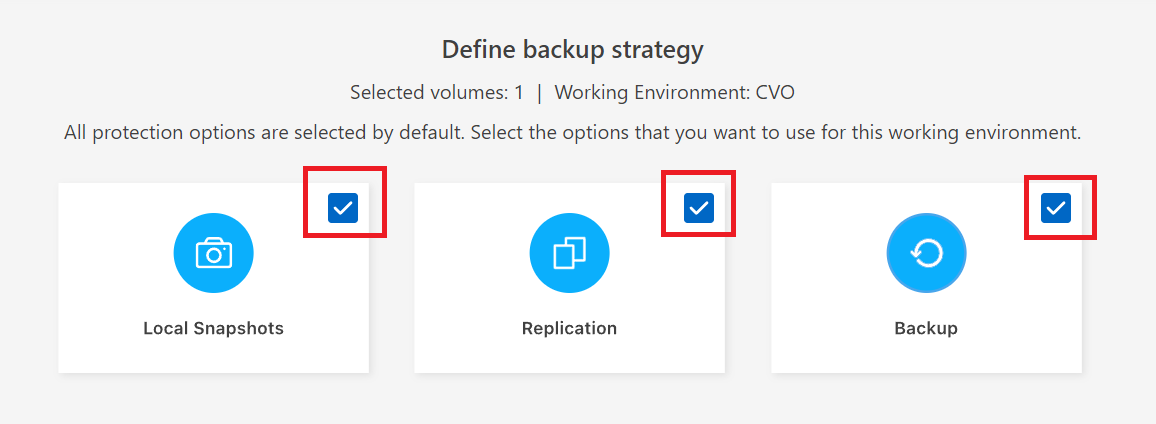 Define backup strategy
Selected volumes: 1 | Working Environment: CVO
All protection options are selected by default. Select the options that you want to use for this working environment.
Local Snapshots
Replication
Backup